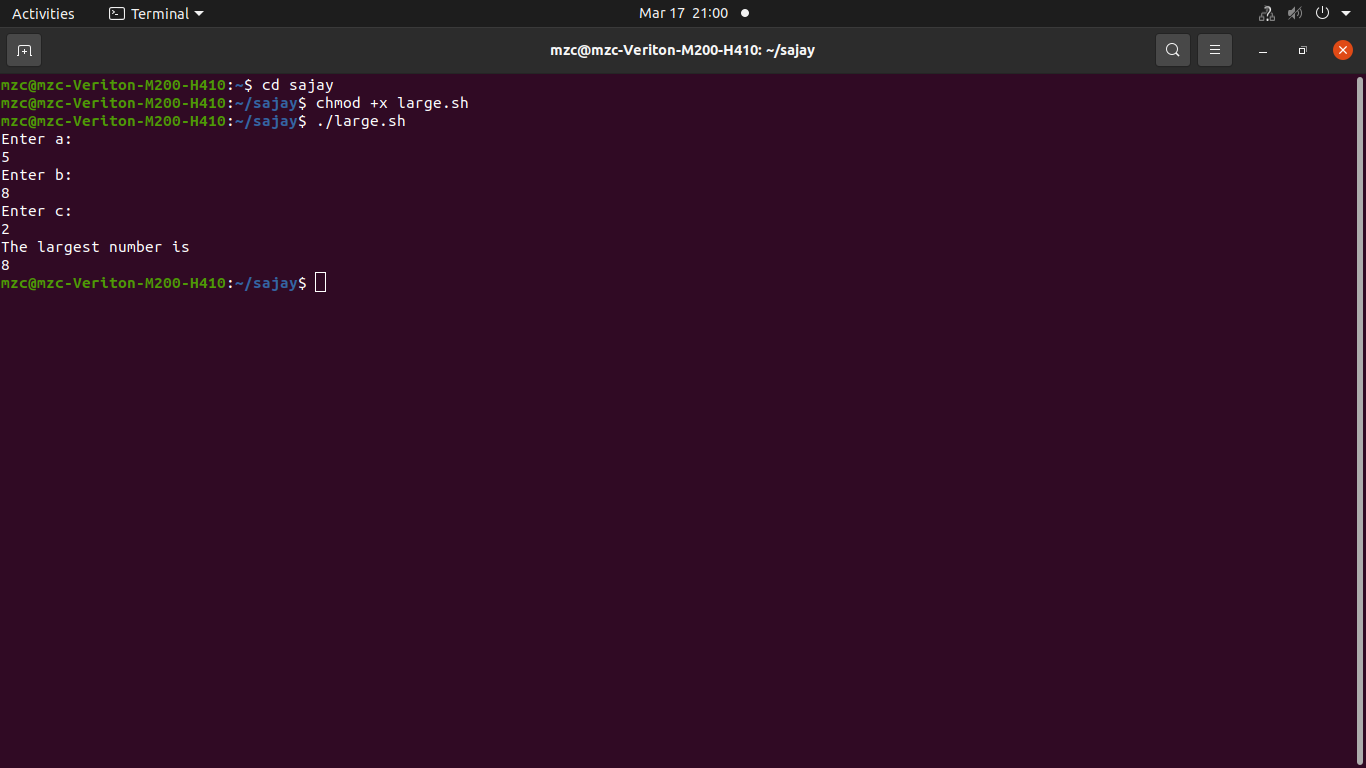 Activities Terminal Mar 17 21:00
mzc@mzc-Veriton-M200-H410: ~/sajay
mzc@mzc-Veriton-M200-H410:~$ cd sajay
mzc@mzc-Veriton-M200-H410:~/sajay$ chmod +x large.sh
mzc@mzc-Veriton-M200-H410:~/sajay$ ./large.sh
Enter a:
5
Enter b:
8
Enter c:
2
The largest number is
8
mzc@mzc-Veriton-M200-H410:~/sajay$